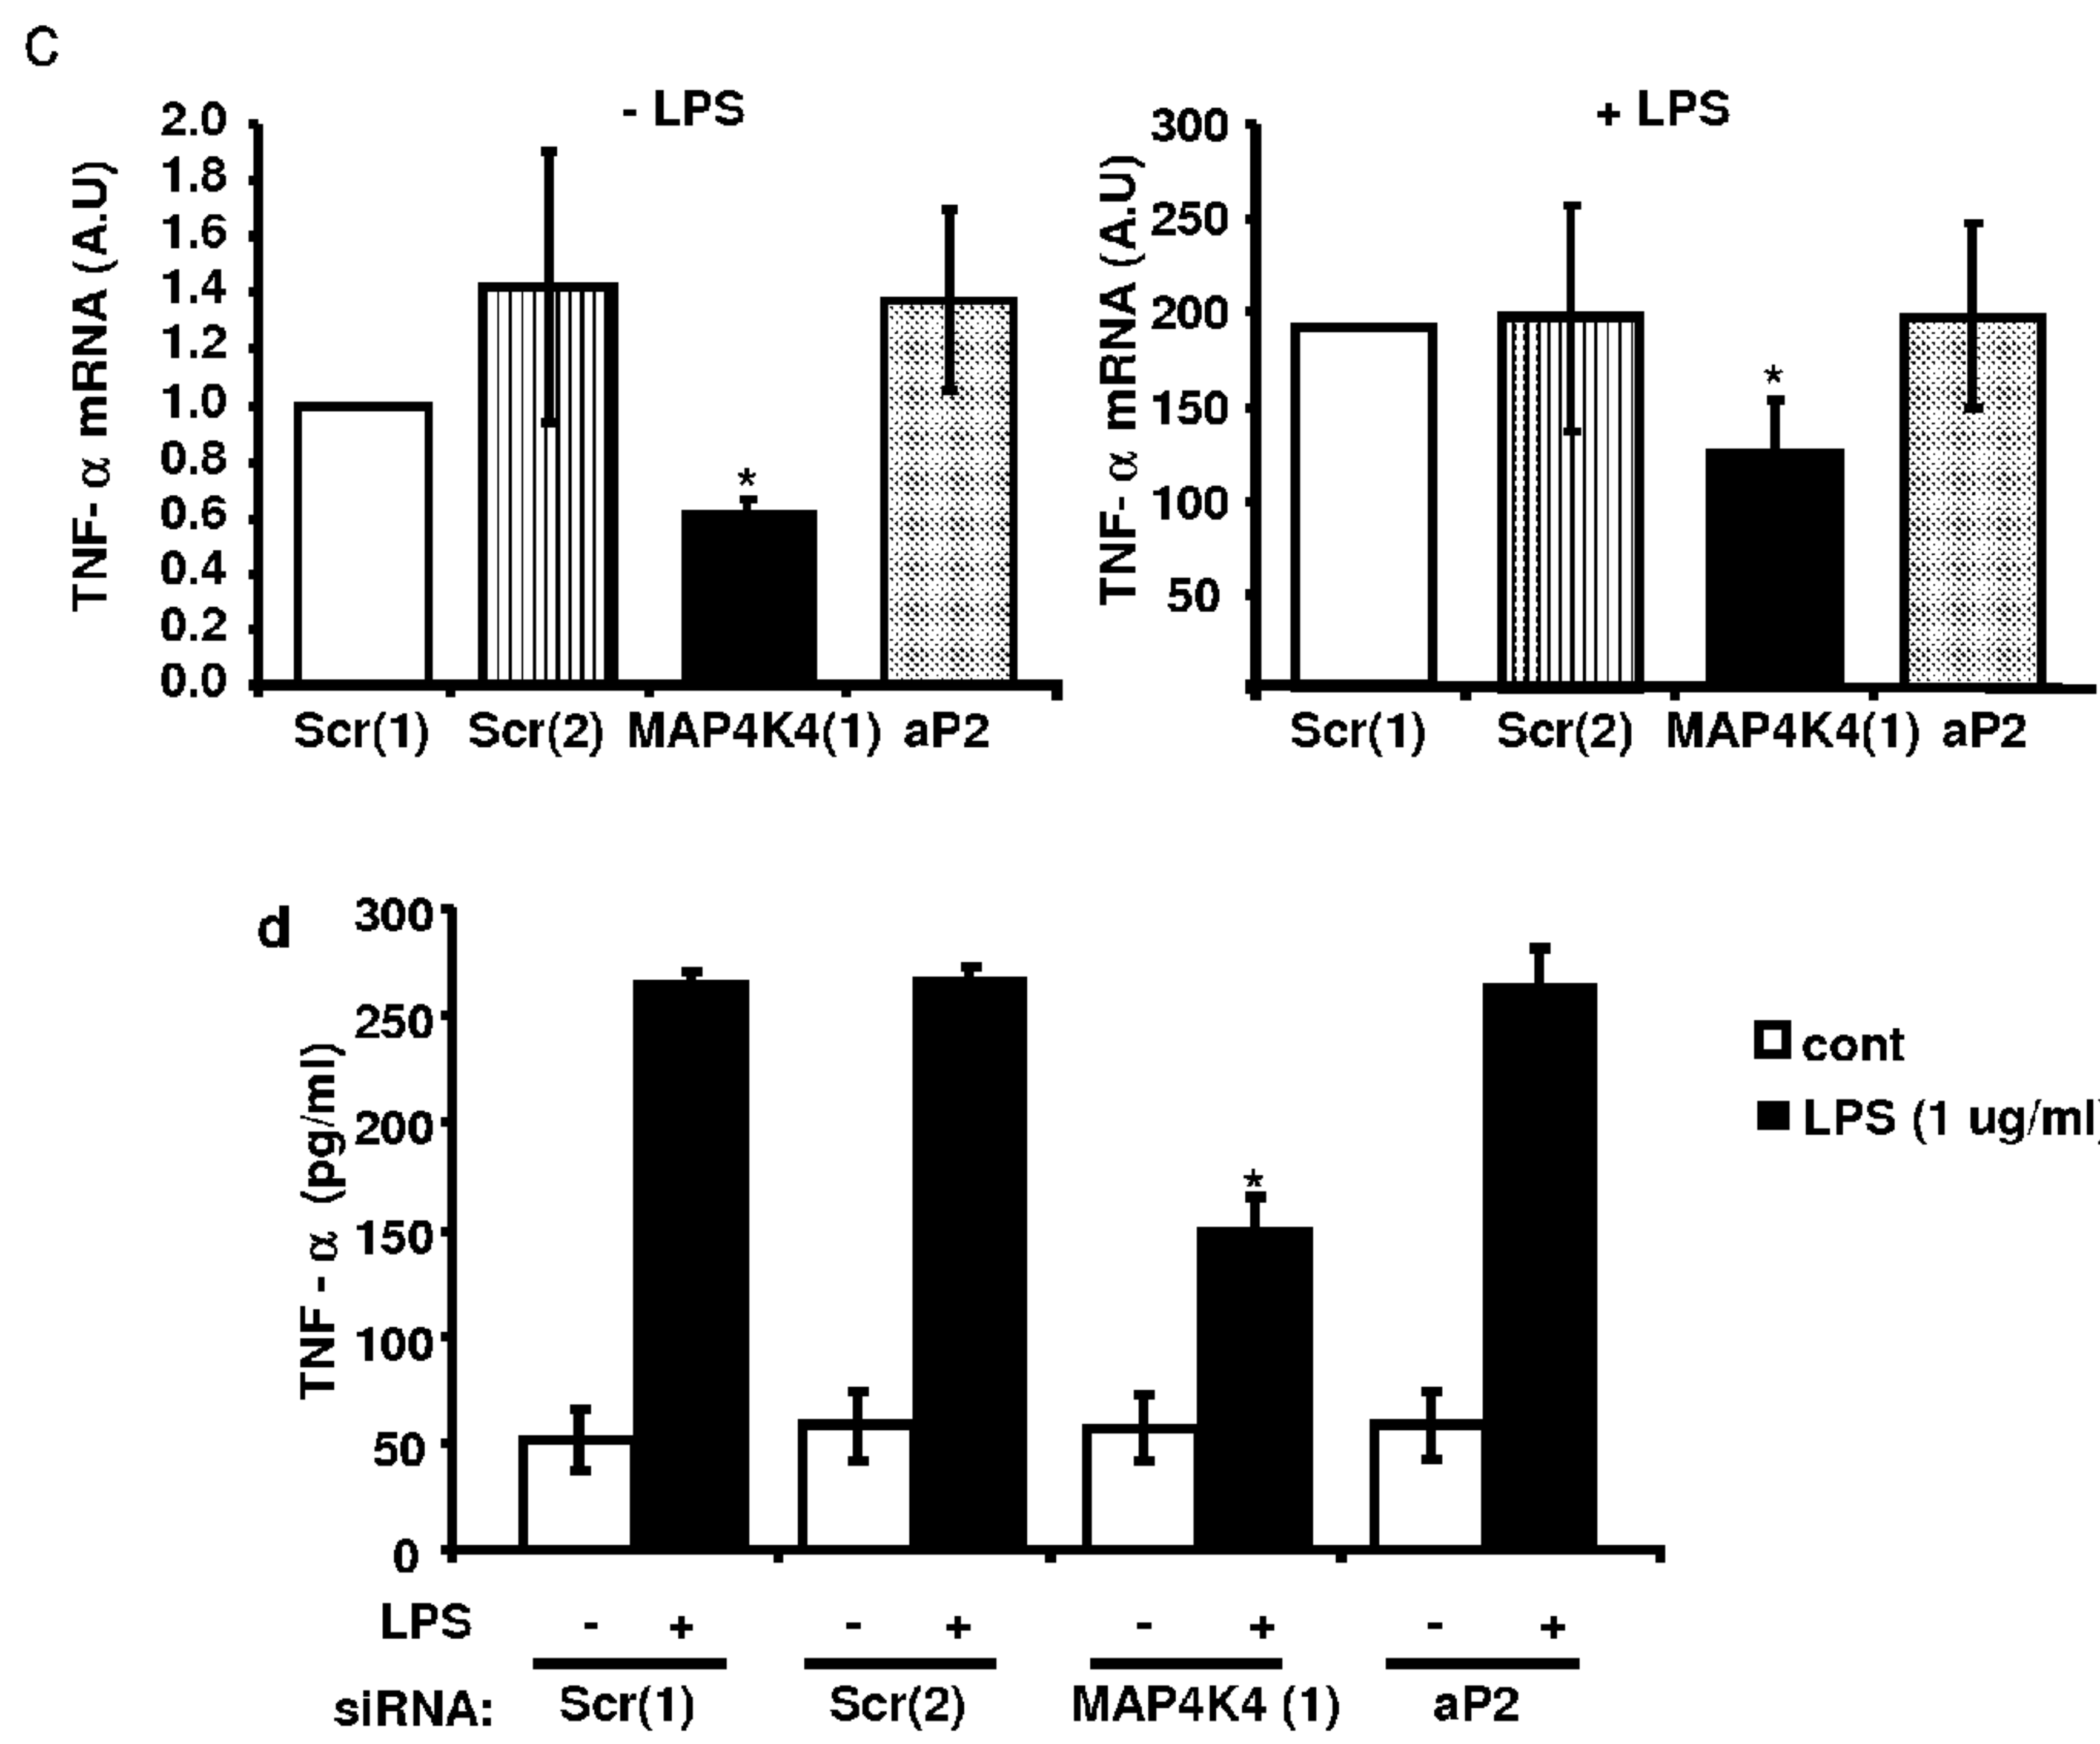 C
- LPS
2.0
1.8
1.6
1.4
1.2
1.0
0.8
0.6
0.4
0.2
0.0
TNF- α mRNA (A.U)
*
Scr(1) Scr(2) MAP4K4(1) aP2
+ LPS
300
250
200
150
100
50
TNF- α mRNA (A.U)
*
Scr(1) Scr(2) MAP4K4(1) aP2
d
300
250
200
150
100
50
0
TNF - α (pg/ml)
*
cont
LPS (1 ug/ml)
LPS - + - + - + - +
siRNA: Scr(1) Scr(2) MAP4K4 (1) aP2